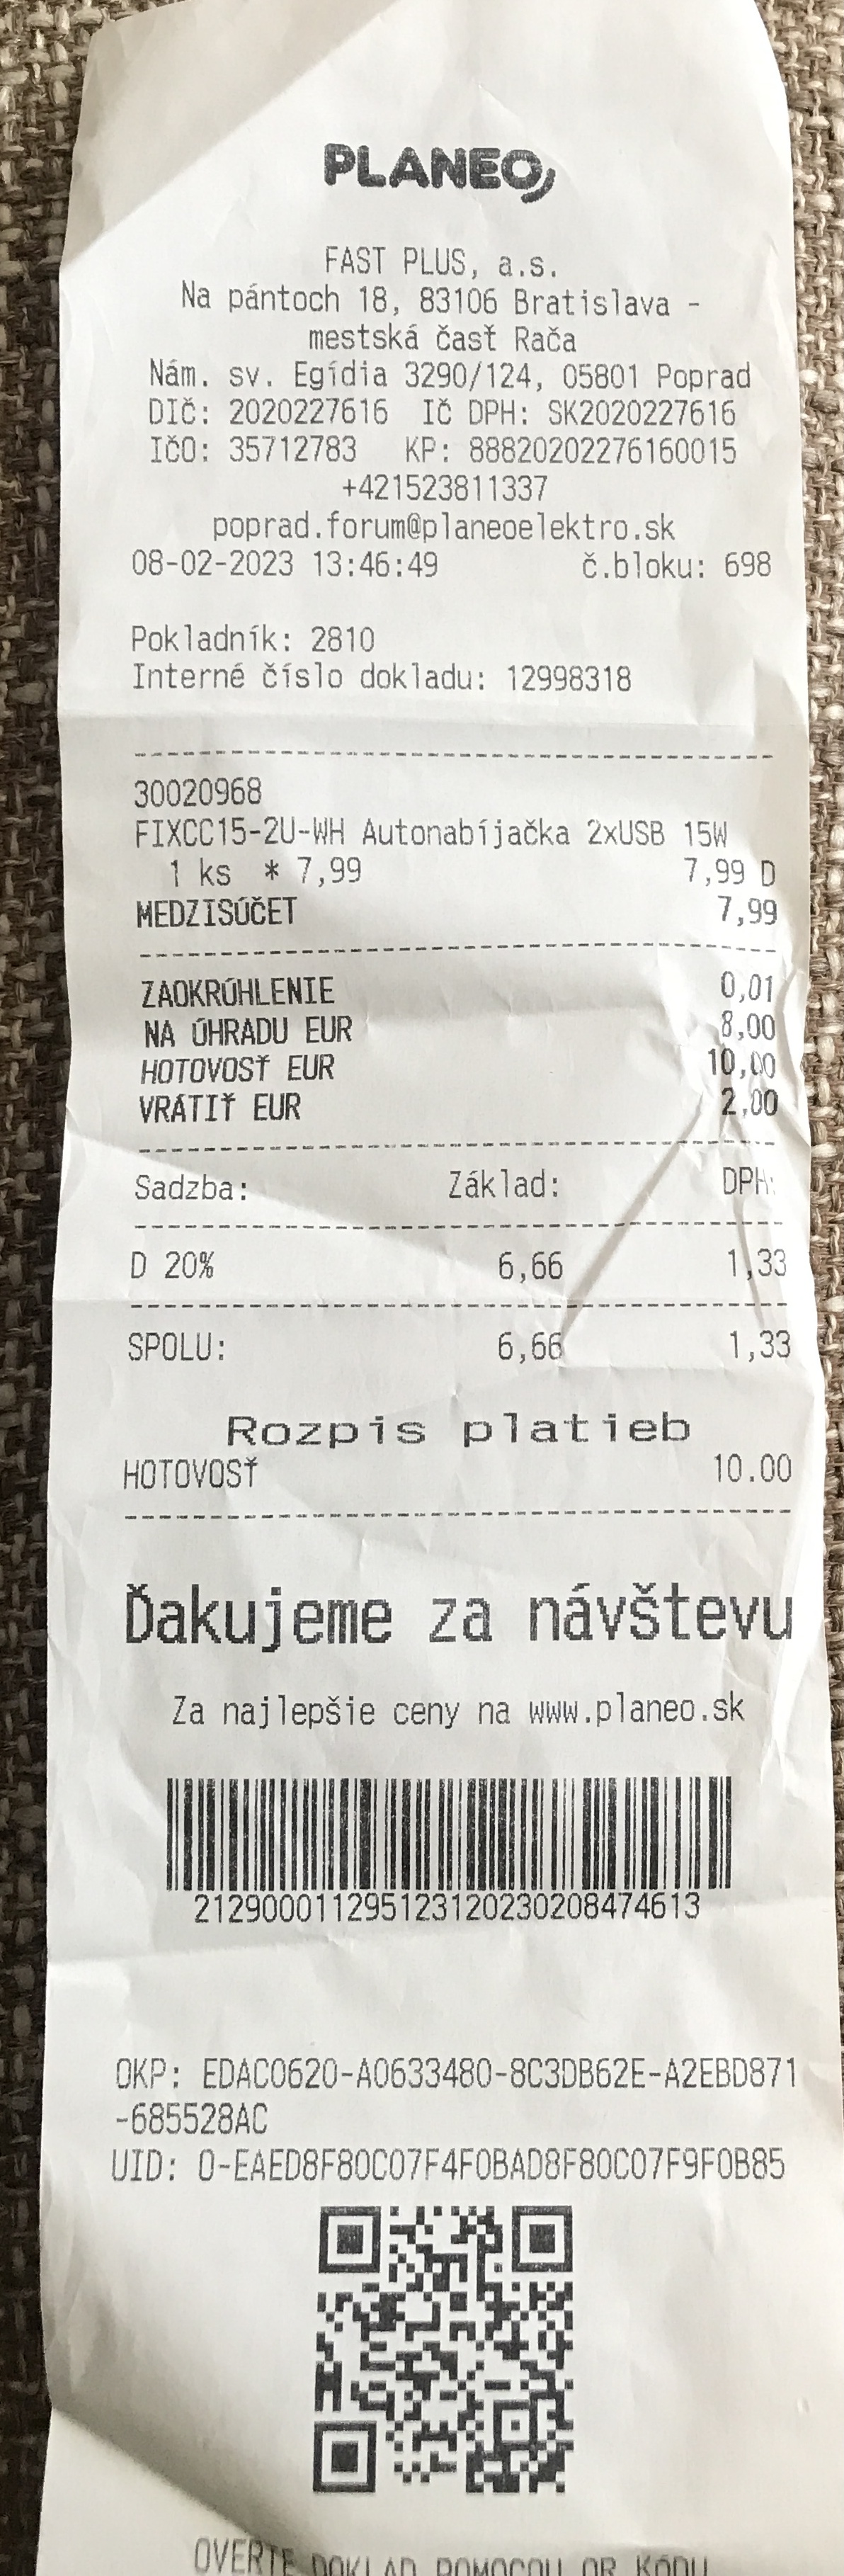 PLANEO
FAST PLUS, a.s.
Na pántoch 18, 83106 Bratislava -
mestská časť Rača
Nám. sv. Egídia 3290/124, 05801 Poprad
DIČ: 2020227616 IČ DPH: SK2020227616
IČO: 35712783 KP: 88820202276160015
+421523811337
poprad.forum@planeoelektro.sk
08-02-2023 13:46:49 č.bloku: 698
Pokladník: 2810
Interné číslo dokladu: 12998318
30020968
FIXCC15-2U-WH Autonabíjačka 2xUSB 15W
1 ks * 7,99 7,99 D
MEDZISÚČET 7,99
ZAOKRÚHLENIE 0,01
NA ÚHRADU EUR 8,00
HOTOVOSŤ EUR 10,00
VRÁTIŤ EUR 2,00
Sadzba: Základ: DPH:
D 20% 6,66 1,33
SPOLU: 6,66 1,33
Rozpis platieb
HOTOVOSŤ 10.00
Ďakujeme za návštevu
Za najlepšie ceny na www.planeo.sk
212900011295123120230208474613
OKP: EDAC0620-A0633480-8C3DB62E-A2EBD871
-685528AC
UID: O-EAED8F80C07F4F0BAD8F80C07F9F0B85
OVERTE DOKLAD POMOCOU QR KÓDU